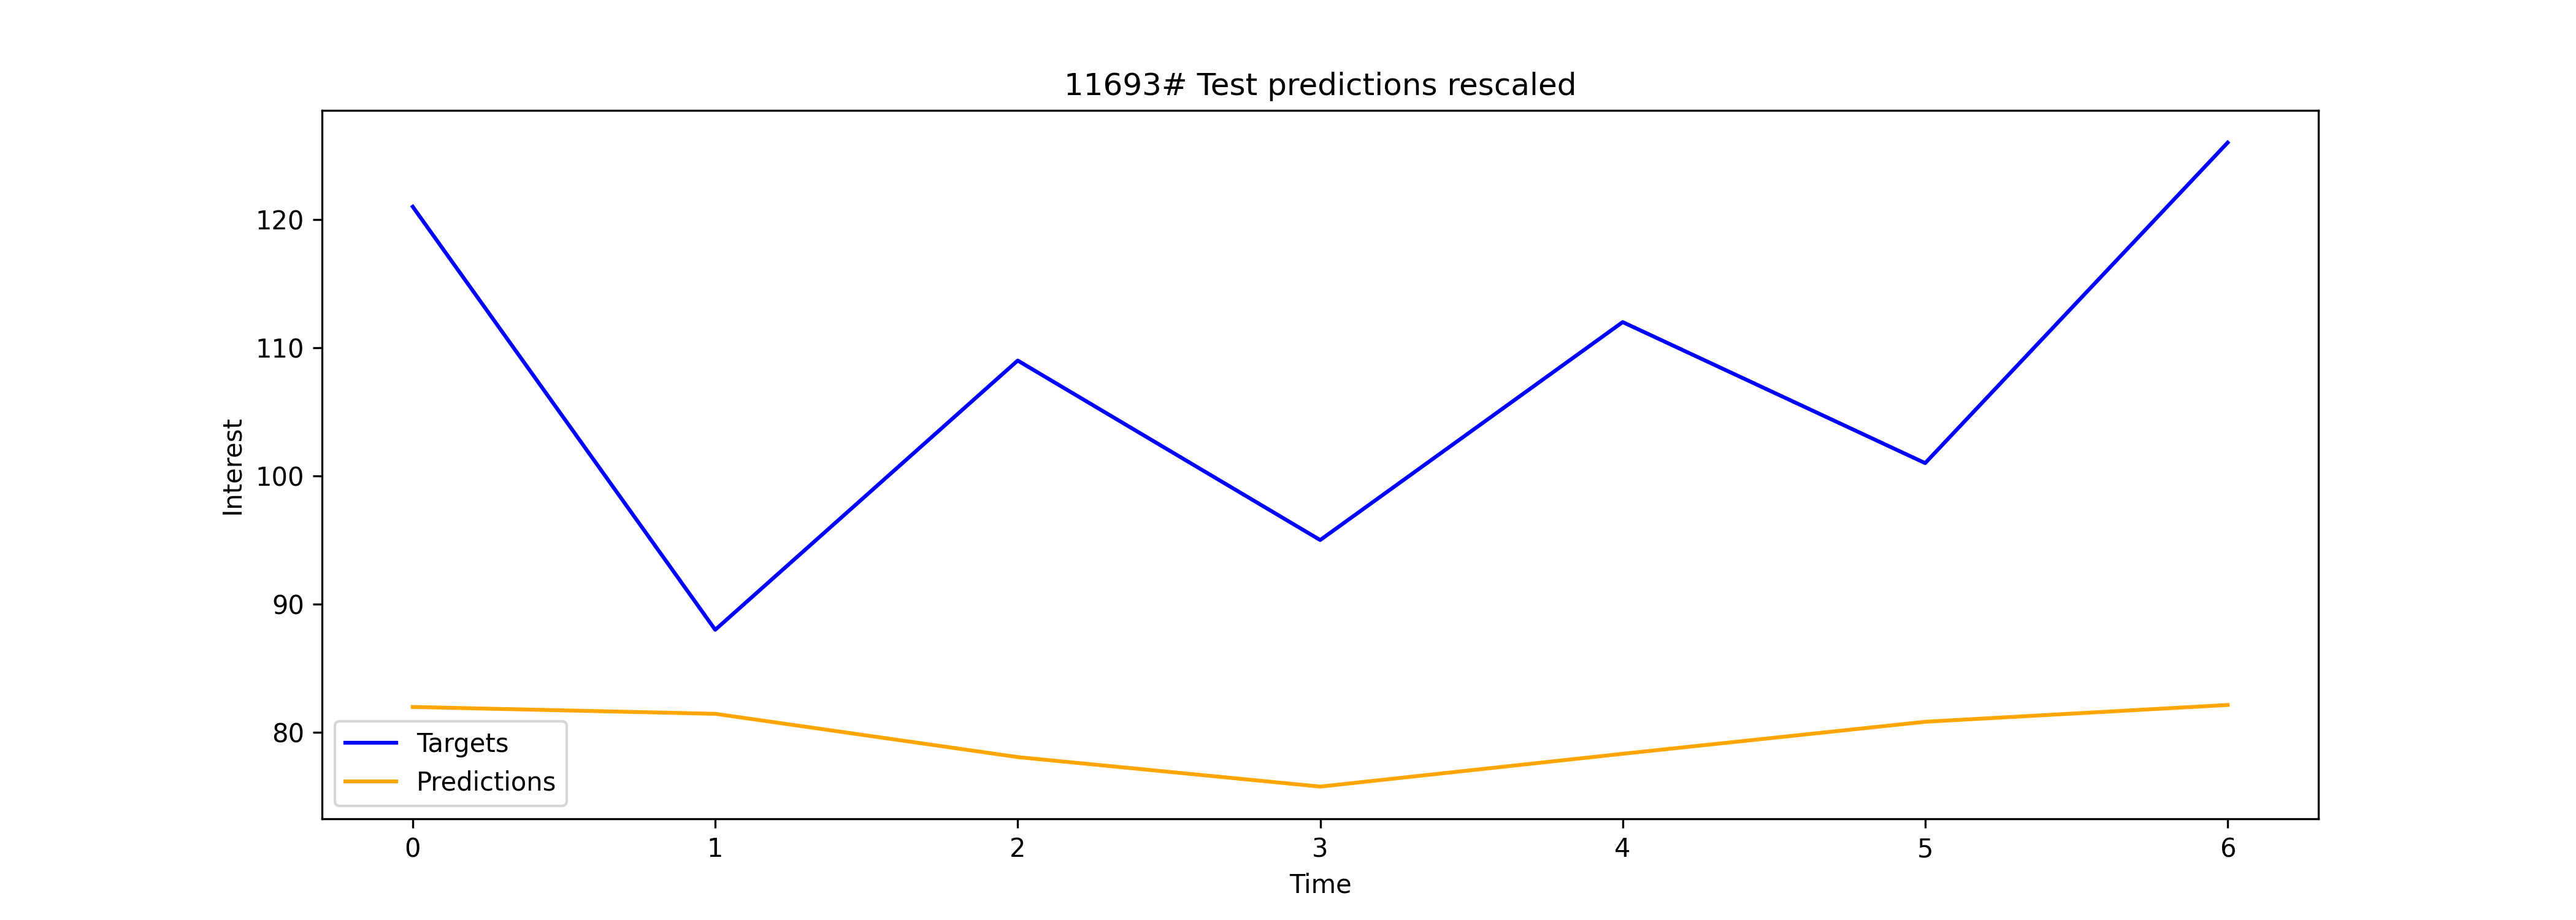 11693# Test predictions rescaled
120
110
100
90
80
Interest
Targets
Predictions
0 1 2 3 4 5 6
Time